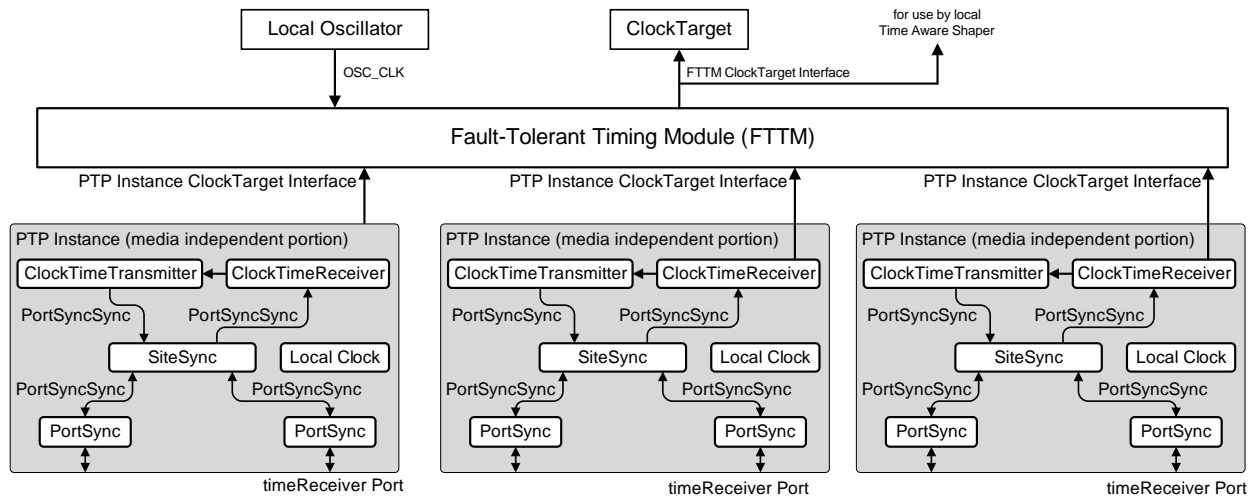 Local Oscillator
ClockTarget
for use by local
Time Aware Shaper
OSC_CLK
FTTM ClockTarget Interface
Fault-Tolerant Timing Module (FTTM)
PTP Instance ClockTarget Interface
PTP Instance ClockTarget Interface
PTP Instance ClockTarget Interface
PTP Instance (media independent portion)
ClockTimeTransmitter
ClockTimeReceiver
PortSyncSync
PortSyncSync
SiteSync
Local Clock
PortSyncSync
PortSyncSync
PortSync
PortSync
timeReceiver Port
PTP Instance (media independent portion)
ClockTimeTransmitter
ClockTimeReceiver
PortSyncSync
PortSyncSync
SiteSync
Local Clock
PortSyncSync
PortSyncSync
PortSync
PortSync
timeReceiver Port
PTP Instance (media independent portion)
ClockTimeTransmitter
ClockTimeReceiver
PortSyncSync
PortSyncSync
SiteSync
Local Clock
PortSyncSync
PortSyncSync
PortSync
PortSync
timeReceiver Port